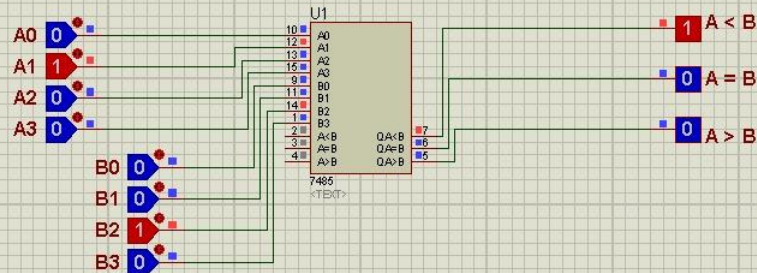 U1
A0 0
A1 1
A2 0
A3 0
B0 0
B1 0
B2 1
B3 0
10 A0
12 A1
13 A2
15 A3
9 B0
11 B1
14 B2
1 B3
2 A<B QA<B 7
3 A=B QA=B 6
4 A>B QA>B 5
7485
<TEXT>
1 A < B
0 A = B
0 A > B